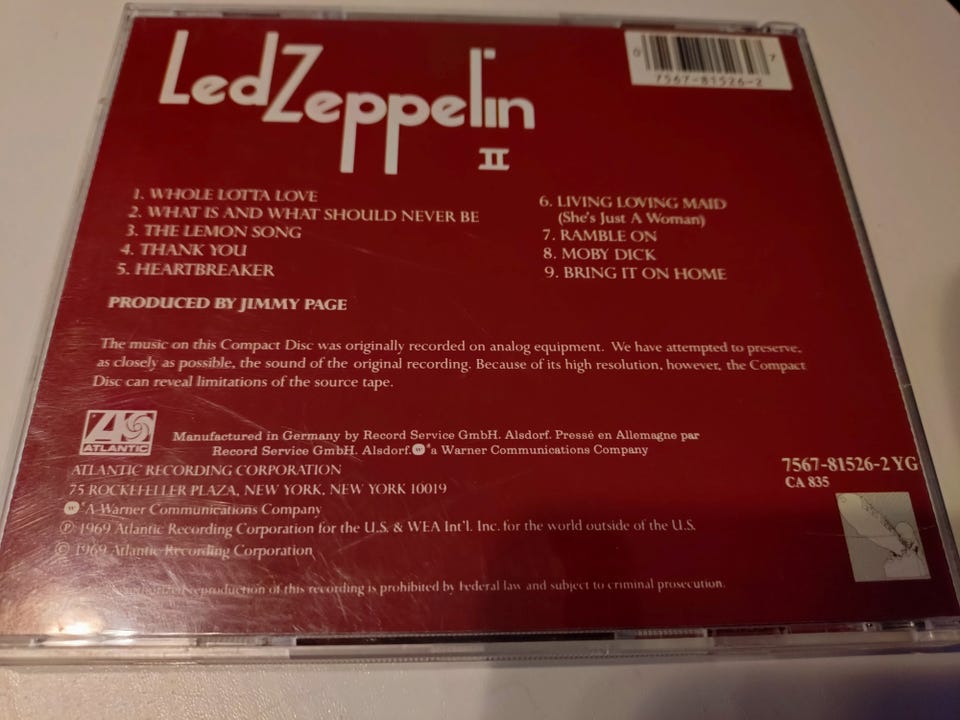 Led Zeppelin
II
0 7567-81526-2 7
1. WHOLE LOTTA LOVE
2. WHAT IS AND WHAT SHOULD NEVER BE
3. THE LEMON SONG
4. THANK YOU
5. HEARTBREAKER
6. LIVING LOVING MAID
(She's Just A Woman)
7. RAMBLE ON
8. MOBY DICK
9. BRING IT ON HOME
PRODUCED BY JIMMY PAGE
The music on this Compact Disc was originally recorded on analog equipment. We have attempted to preserve,
as closely as possible, the sound of the original recording. Because of its high resolution, however, the Compact
Disc can reveal limitations of the source tape.
ATLANTIC
Manufactured in Germany by Record Service GmbH. Alsdorf. Pressé en Allemagne par
Record Service GmbH. Alsdorf. a Warner Communications Company
ATLANTIC RECORDING CORPORATION
75 ROCKEFELLER PLAZA, NEW YORK, NEW YORK 10019
A Warner Communications Company
℗ 1969 Atlantic Recording Corporation for the U.S. & WEA Int'l. Inc. for the world outside of the U.S.
© 1969 Atlantic Recording Corporation
reproduction of this recording is prohibited by Federal law and subject to criminal prosecution.
7567-81526-2 YG
CA 835